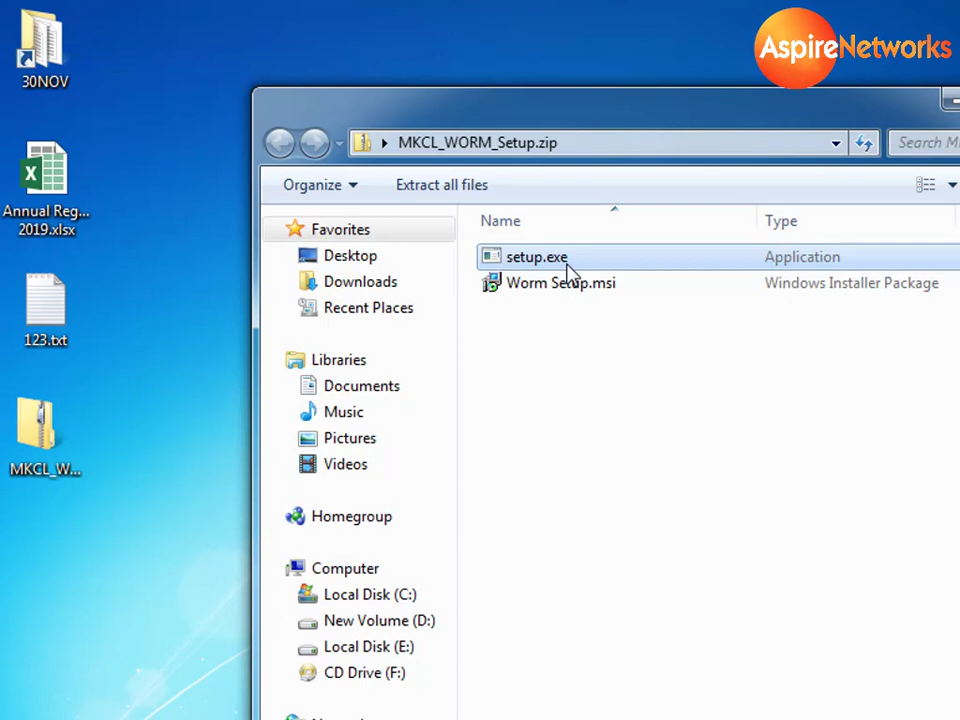 30NOV
AspireNetworks
MKCL_WORM_Setup.zip
Search M
Organize
Extract all files
Annual Reg...
2019.xlsx
Name
Type
Favorites
setup.exe
Application
Desktop
Worm Setup.msi
Windows Installer Package
Downloads
Recent Places
123.txt
Libraries
Documents
Music
Pictures
Videos
MKCL_W...
Homegroup
Computer
Local Disk (C:)
New Volume (D:)
Local Disk (E:)
CD Drive (F:)